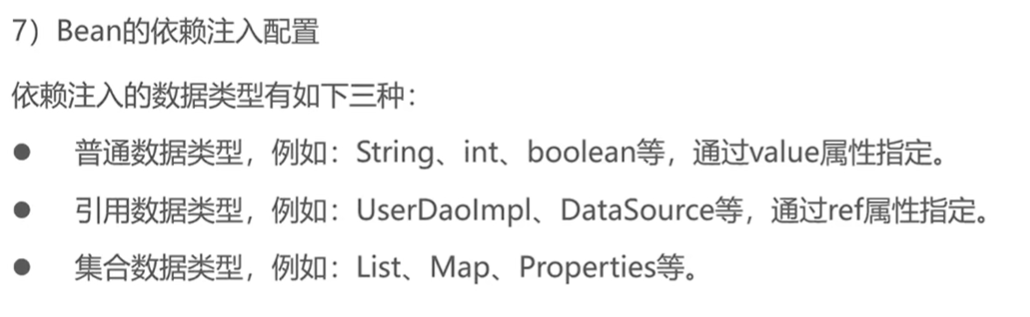 7）Bean的依赖注入配置
依赖注入的数据类型有如下三种：
● 普通数据类型，例如：String、int、boolean等，通过value属性指定。
● 引用数据类型，例如：UserDaoImpl、DataSource等，通过ref属性指定。
● 集合数据类型，例如：List、Map、Properties等。